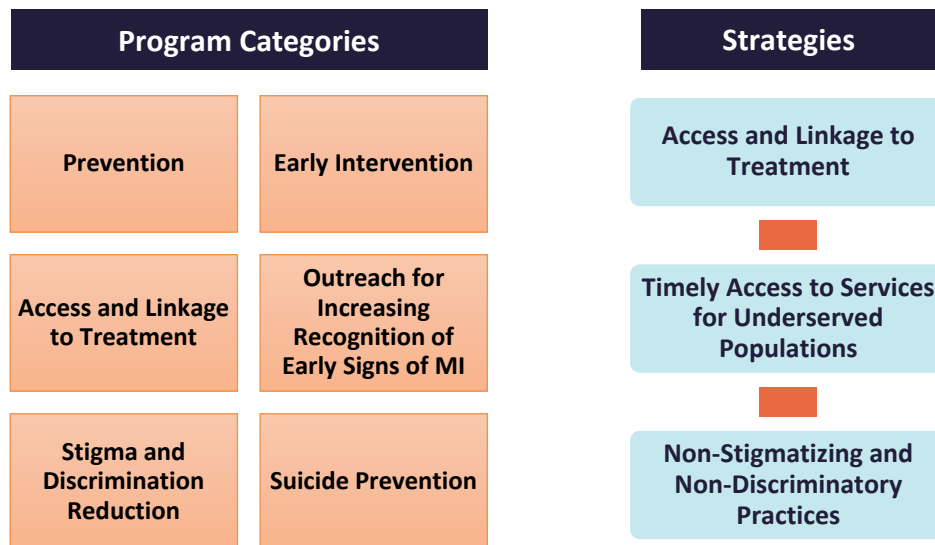 Program Categories
Prevention
Early Intervention
Access and Linkage
to Treatment
Outreach for
Increasing
Recognition of
Early Signs of MI
Stigma and
Discrimination
Reduction
Suicide Prevention
Strategies
Access and Linkage to
Treatment
Timely Access to Services
for Underserved
Populations
Non-Stigmatizing and
Non-Discriminatory
Practices